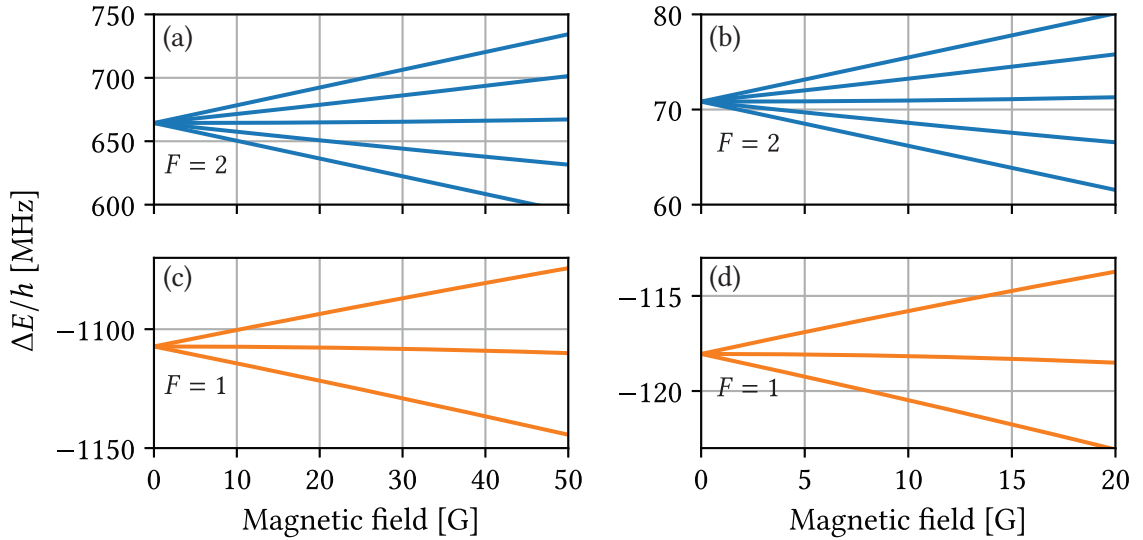 750
700
650
600
(a)
F = 2
80
70
60
(b)
F = 2
ΔE/h [MHz]
−1100
−1150
(c)
F = 1
0 10 20 30 40 50
Magnetic field [G]
−115
−120
(d)
F = 1
0 5 10 15 20
Magnetic field [G]